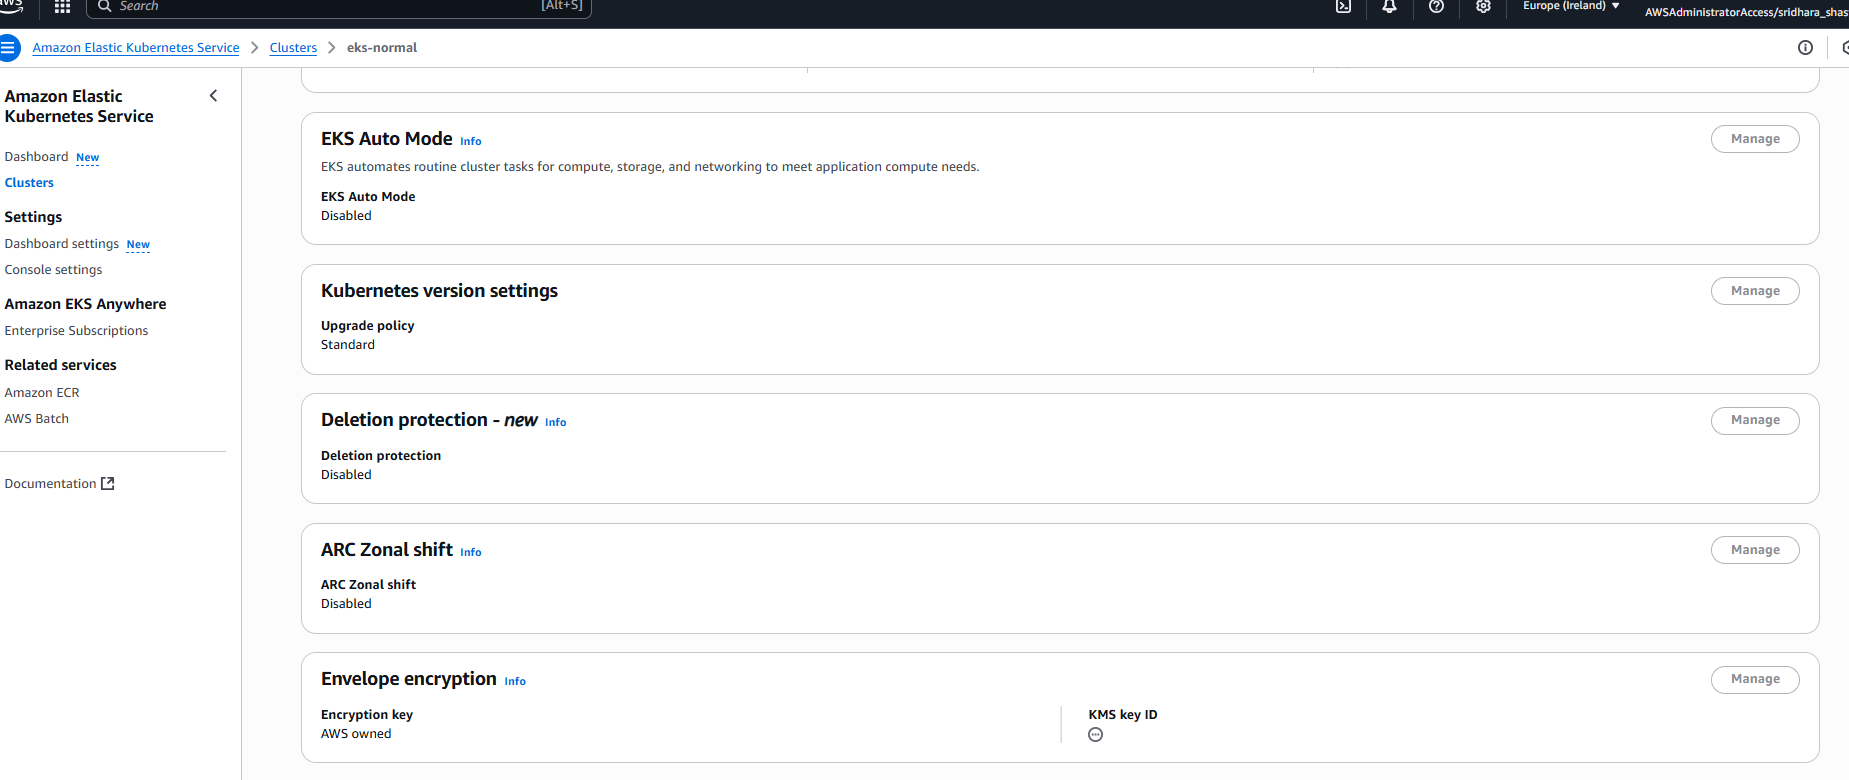 aws
Search
[Alt+S]
Europe (Ireland)
AWSAdministratorAccess/sridhara_shas
Amazon Elastic Kubernetes Service > Clusters > eks-normal
Amazon Elastic
Kubernetes Service
Dashboard New
Clusters
Settings
Dashboard settings New
Console settings
Amazon EKS Anywhere
Enterprise Subscriptions
Related services
Amazon ECR
AWS Batch
Documentation
EKS Auto Mode Info
Manage
EKS automates routine cluster tasks for compute, storage, and networking to meet application compute needs.
EKS Auto Mode
Disabled
Kubernetes version settings
Manage
Upgrade policy
Standard
Deletion protection - new Info
Manage
Deletion protection
Disabled
ARC Zonal shift Info
Manage
ARC Zonal shift
Disabled
Envelope encryption Info
Manage
Encryption key
AWS owned
KMS key ID